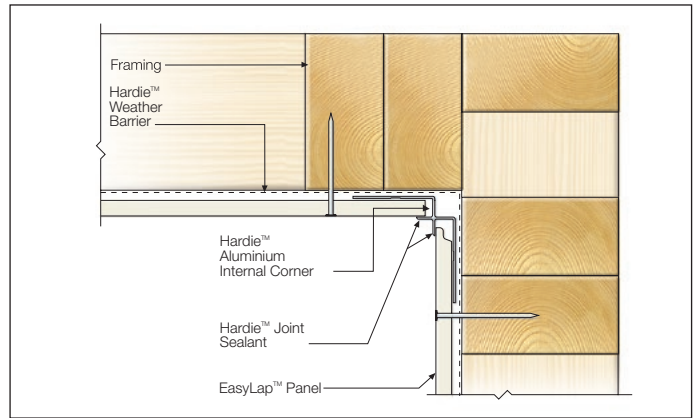 Framing
Hardie™
Weather
Barrier
Hardie™
Aluminium
Internal Corner
Hardie™ Joint
Sealant
EasyLap™ Panel